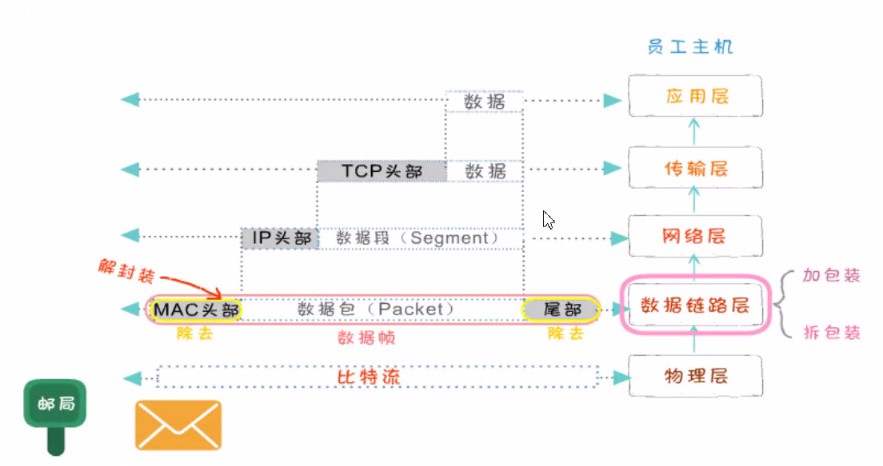 员工主机
数据
应用层
TCP头部 数据
传输层
IP头部 数据段（Segment）
网络层
解封装
MAC头部 数据包（Packet） 尾部
数据链路层
加包装
拆包装
除去 数据帧 除去
比特流
物理层
邮局